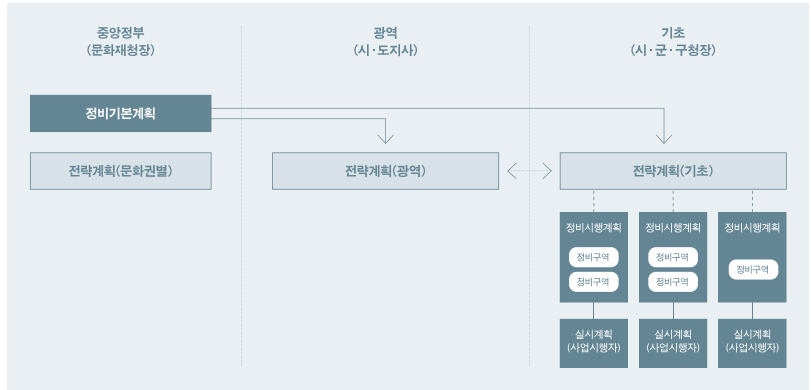 중앙정부
(문화재청장)
광역
(시·도지사)
기초
(시·군·구청장)
정비기본계획
전략계획(문화권별)
전략계획(광역)
전략계획(기초)
정비시행계획
정비구역
정비구역
정비시행계획
정비구역
정비구역
정비시행계획
정비구역
실시계획
(사업시행자)
실시계획
(사업시행자)
실시계획
(사업시행자)